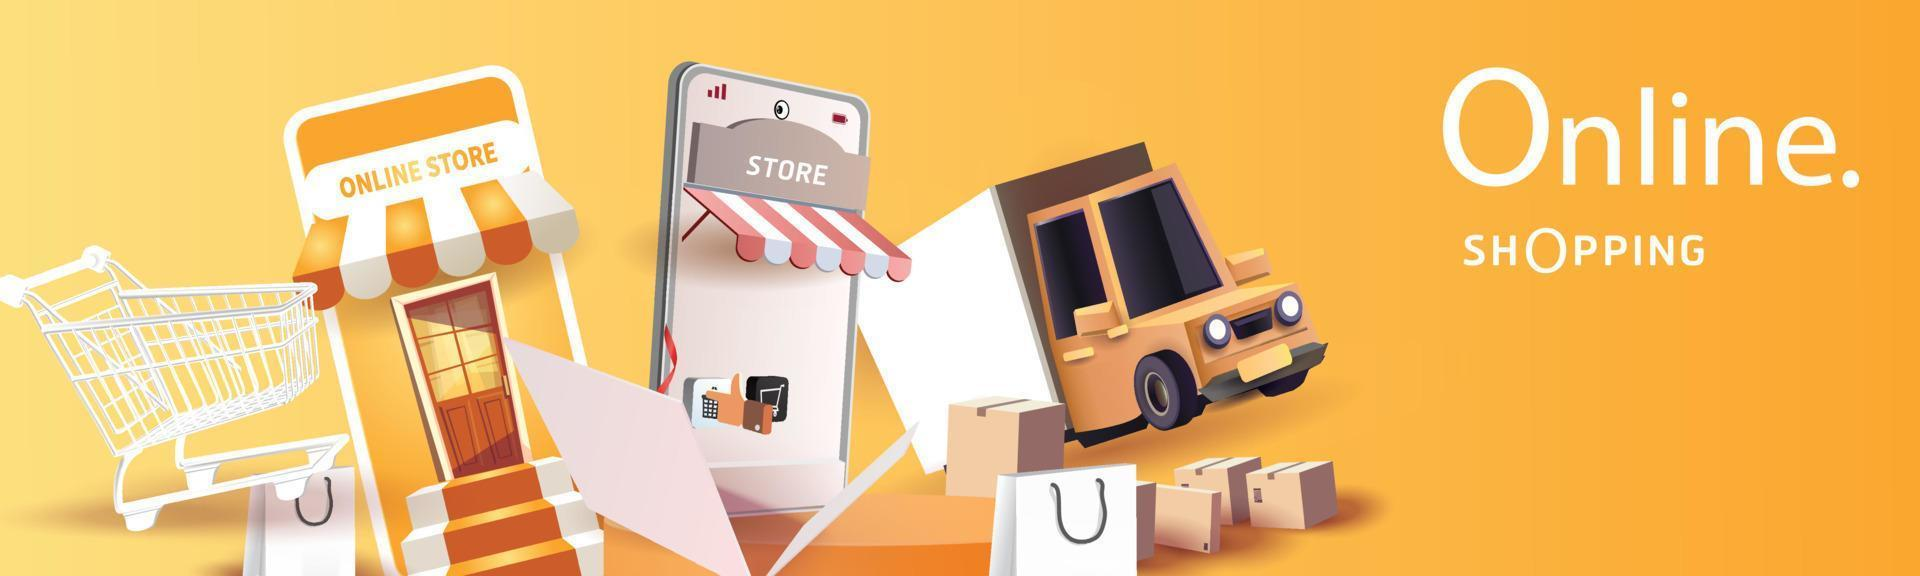 ONLINE STORE
STORE
Online.
SHOPPING